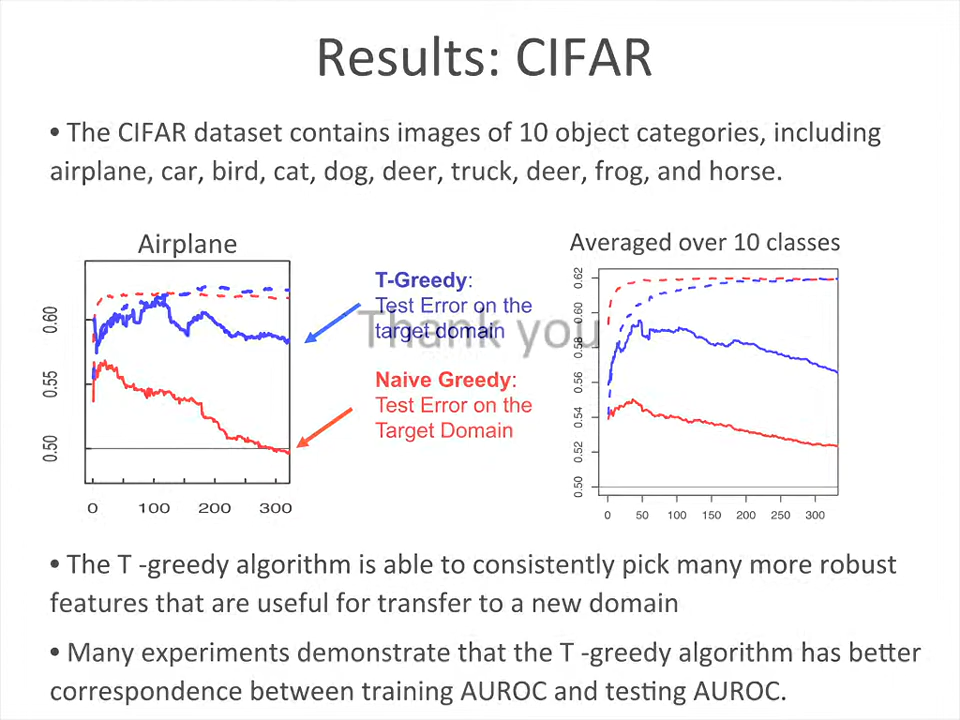 Results: CIFAR
• The CIFAR dataset contains images of 10 object categories, including
airplane, car, bird, cat, dog, deer, truck, deer, frog, and horse.
Airplane
0.60
0.55
0.50
0 100 200 300
T-Greedy:
Test Error on the
target domain
Thank you
Naive Greedy:
Test Error on the
Target Domain
Averaged over 10 classes
0.62
0.60
0.58
0.56
0.54
0.52
0.50
0 50 100 150 200 250 300
• The T -greedy algorithm is able to consistently pick many more robust
features that are useful for transfer to a new domain
• Many experiments demonstrate that the T -greedy algorithm has better
correspondence between training AUROC and testing AUROC.